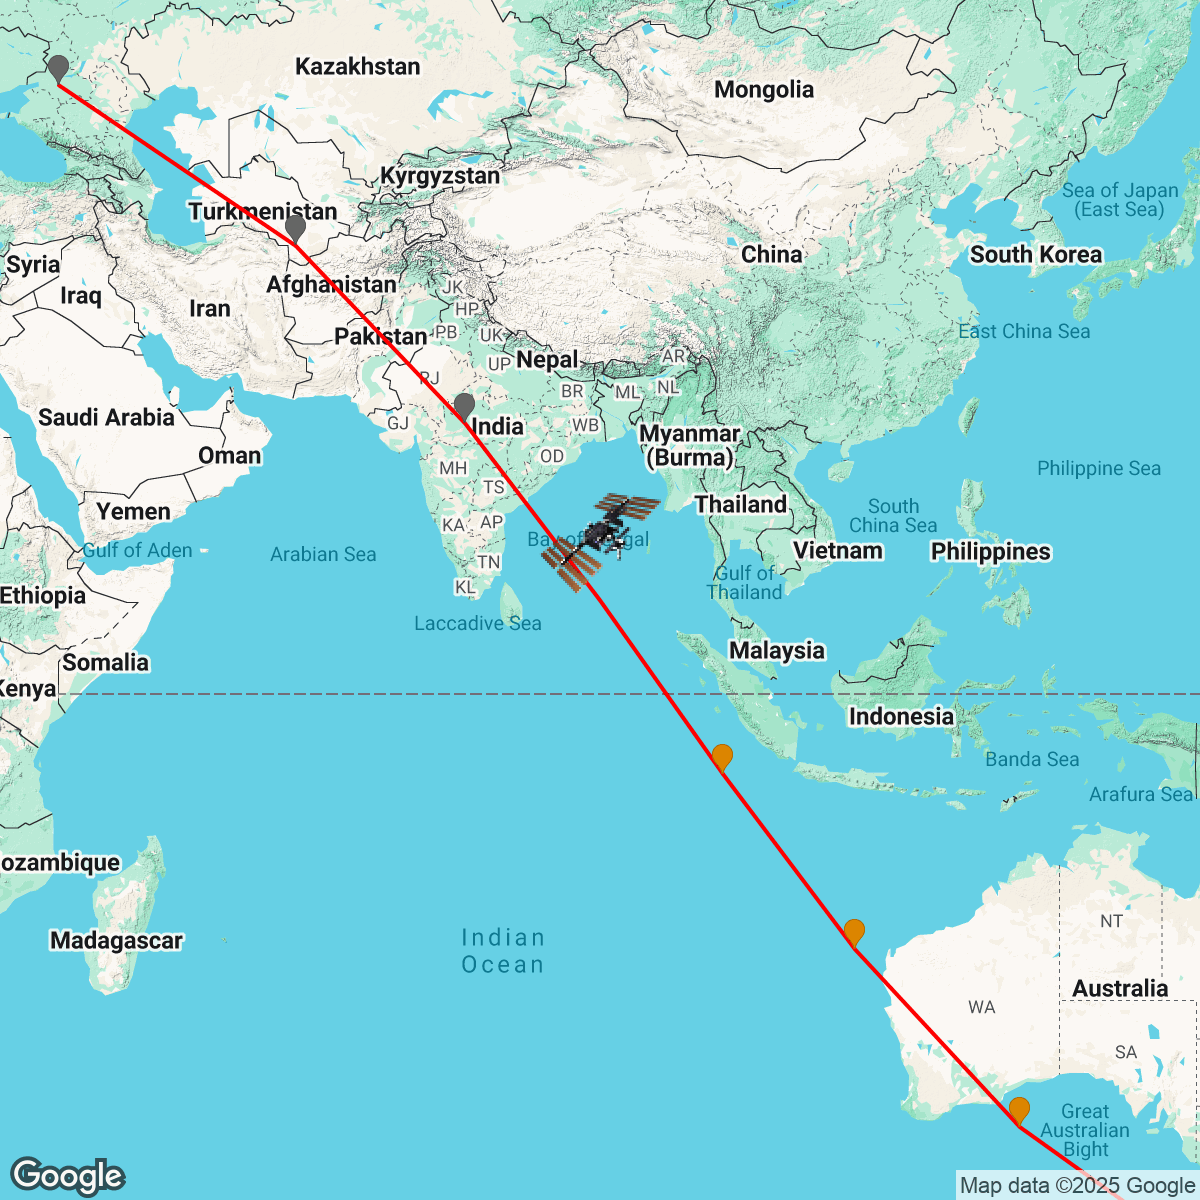 Kazakhstan
Mongolia
Kyrgyzstan
Sea of Japan
(East Sea)
Turkmenistan
China
South Korea
Syria
Afghanistan
JK
Iraq
Iran
HP
Pakistan
PB
UK
East China Sea
Nepal
UP
AR
RJ
BR
ML
NL
Saudi Arabia
GJ
India
WB
Myanmar
(Burma)
Oman
OD
MH
Philippine Sea
TS
Thailand
South
China Sea
Yemen
KA
AP
Bay of Bengal
Gulf of Aden
Arabian Sea
Vietnam
Philippines
TN
Gulf of
Thailand
KL
Ethiopia
Laccadive Sea
Malaysia
Somalia
Kenya
Indonesia
Banda Sea
Arafura Sea
ozambique
NT
Madagascar
Indian
Ocean
Australia
WA
SA
Great
Australian
Bight
Google
Map data ©2025 Google